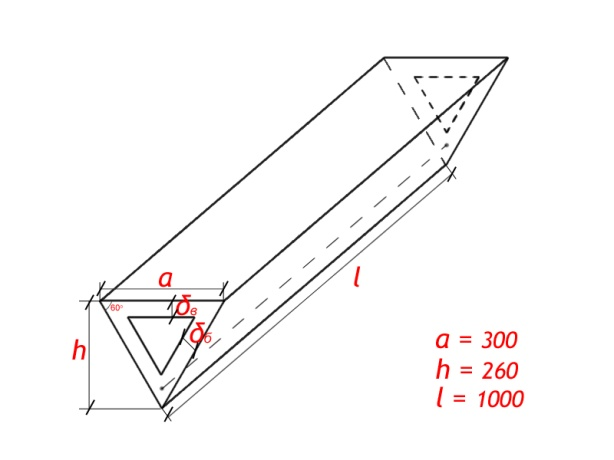 a
60°
δв
h
δб
l
a = 300
h = 260
l = 1000